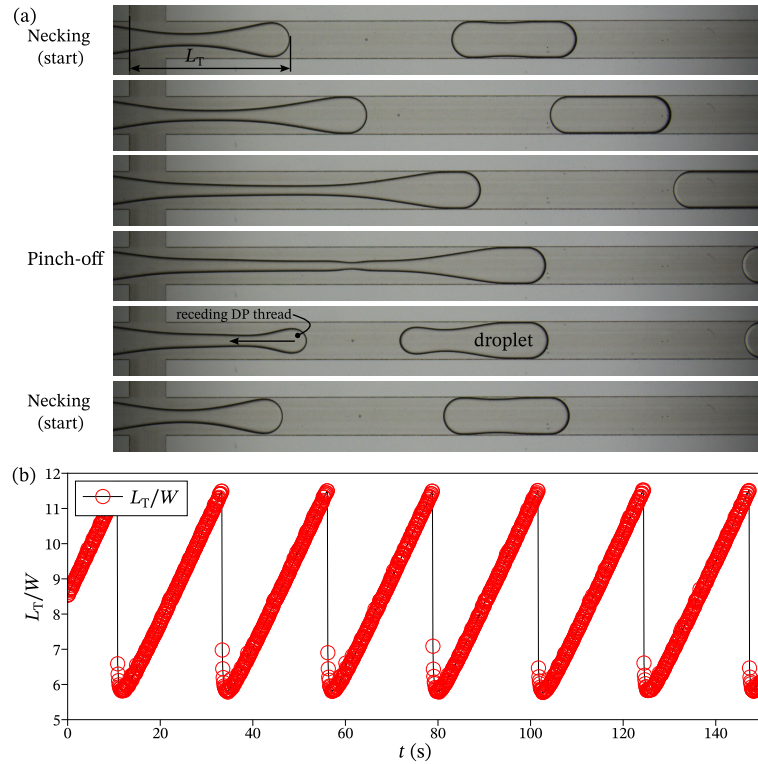 (a)
Necking
(start)
L_T
Pinch-off
receding DP thread
droplet
Necking
(start)
(b)
12
11
10
9
8
7
6
5
L_T/W
L_T/W
0
20
40
60
80
100
120
140
t (s)